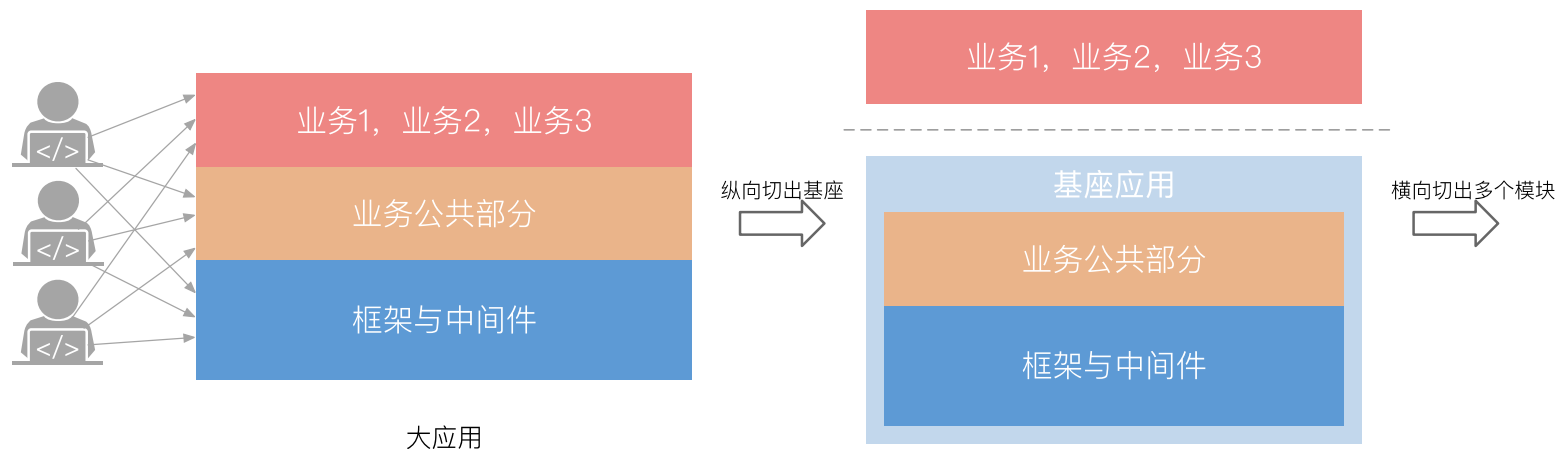 </>
</>
</>
业务1，业务2，业务3
业务公共部分
框架与中间件
大应用
纵向切出基座
业务1，业务2，业务3
基座应用
业务公共部分
框架与中间件
横向切出多个模块